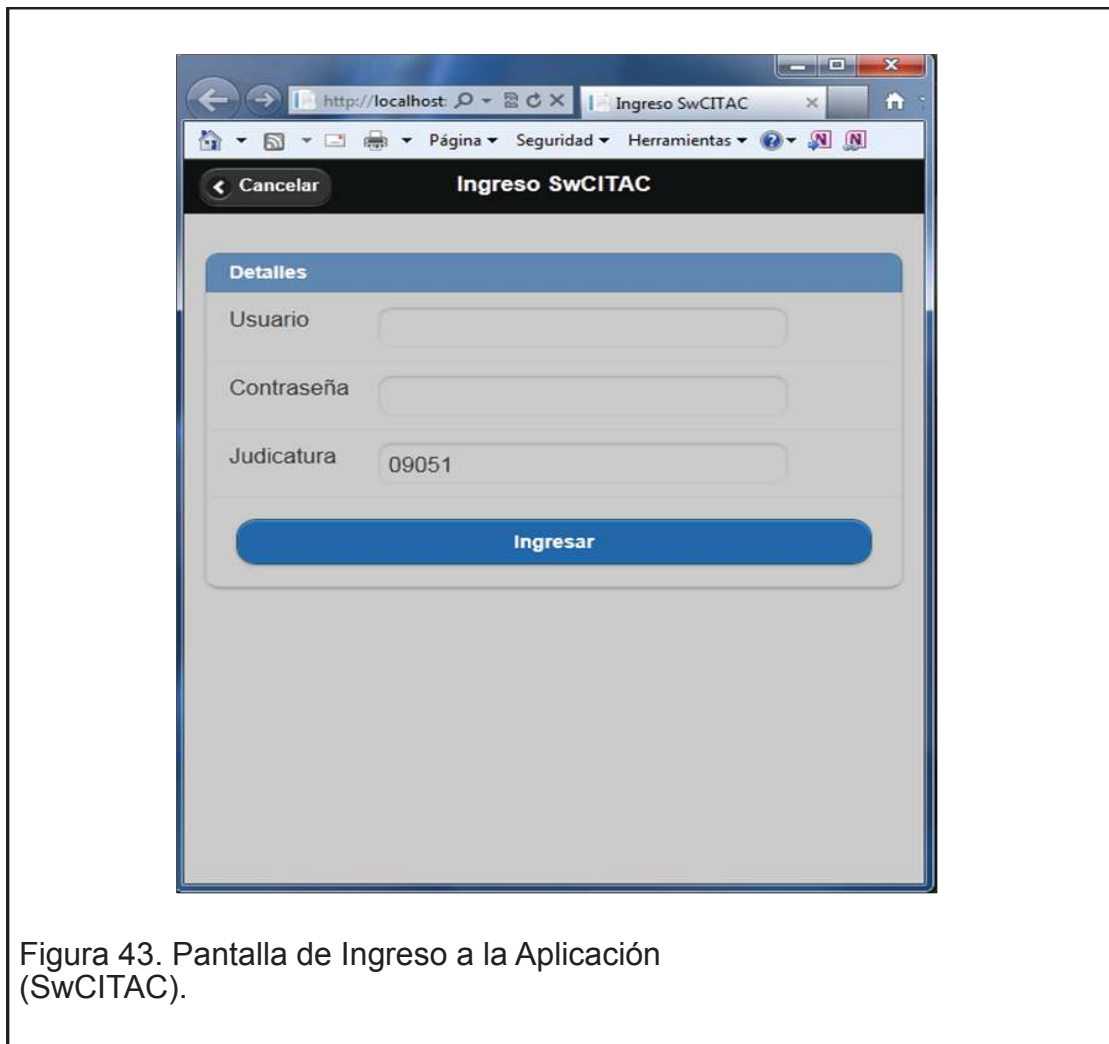 http://localhost: Ingreso SwCITAC
Página Seguridad Herramientas
Cancelar Ingreso SwCITAC
Detalles
Usuario
Contraseña
Judicatura 09051
Ingresar
Figura 43. Pantalla de Ingreso a la Aplicación
(SwCITAC).